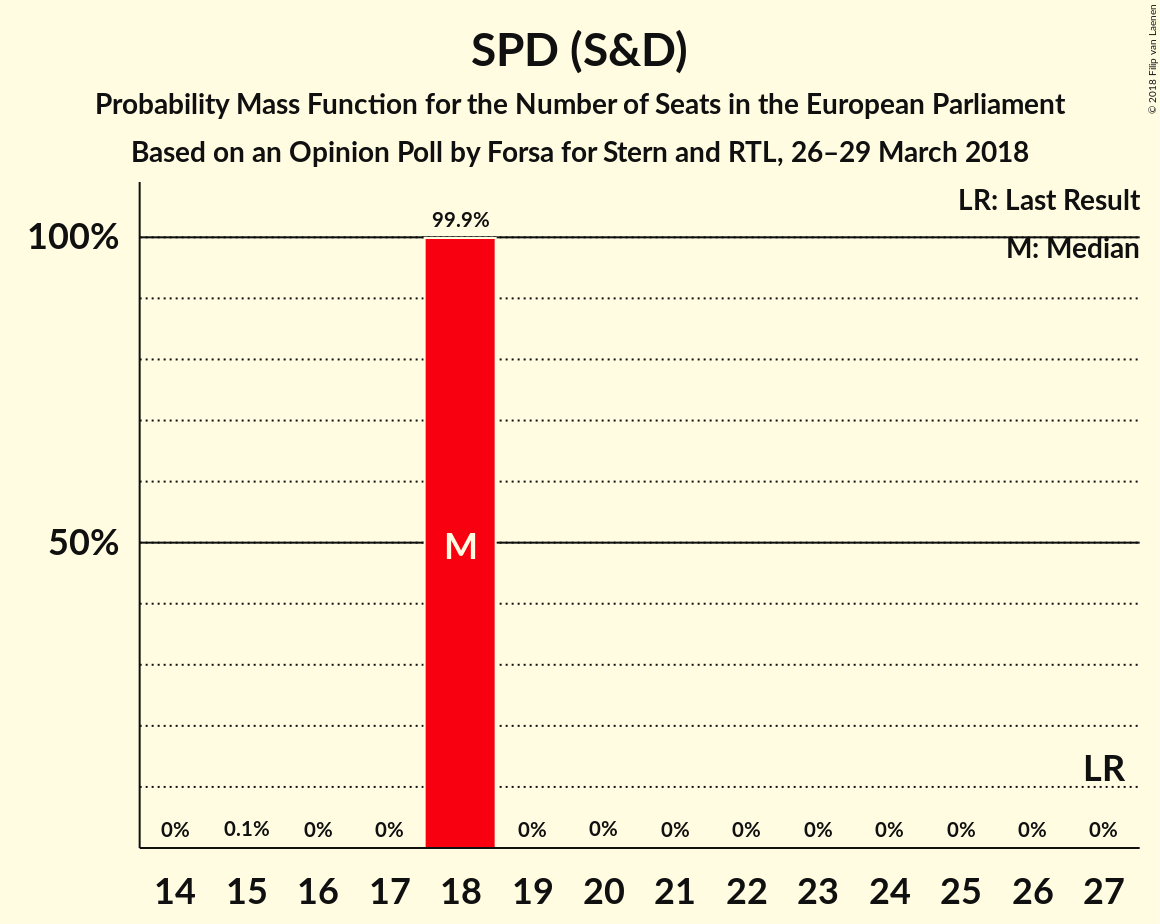 SPD (S&D)
Probability Mass Function for the Number of Seats in the European Parliament
Based on an Opinion Poll by Forsa for Stern and RTL, 26–29 March 2018
© 2018 Filip van Laenen
LR: Last Result
M: Median
100%
50%
99.9%
M
LR
0% 0.1% 0% 0% 0% 0% 0% 0% 0% 0% 0% 0% 0%
14 15 16 17 18 19 20 21 22 23 24 25 26 27